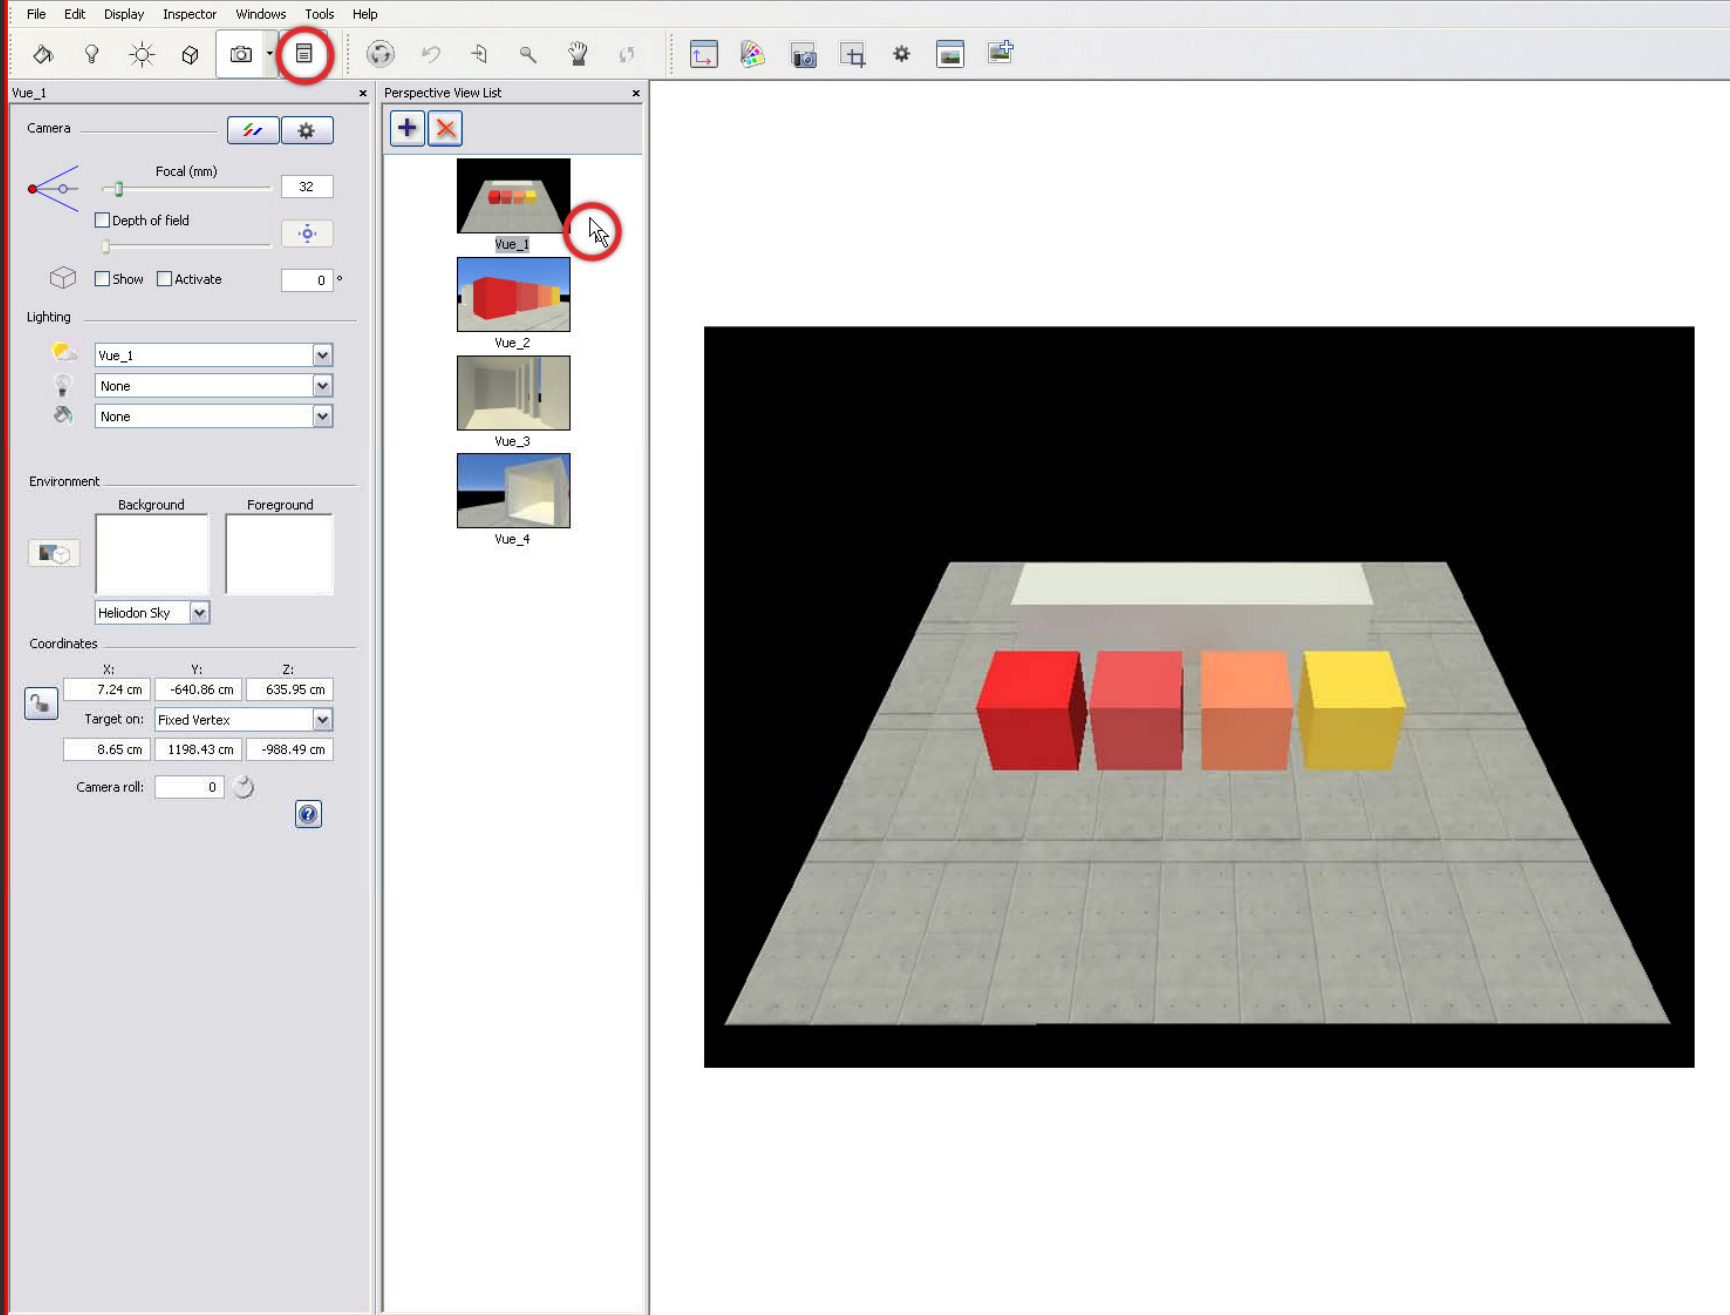 File Edit Display Inspector Windows Tools Help
Vue_1
Camera
Focal (mm)
32
Depth of field
Show Activate 0 °
Lighting
Vue_1
None
None
Environment
Background Foreground
Heliodon Sky
Coordinates
X: Y: Z:
7.24 cm -640.86 cm 635.95 cm
Target on: Fixed Vertex
8.65 cm 1198.43 cm -988.49 cm
Camera roll: 0
Perspective View List
Vue_1
Vue_2
Vue_3
Vue_4